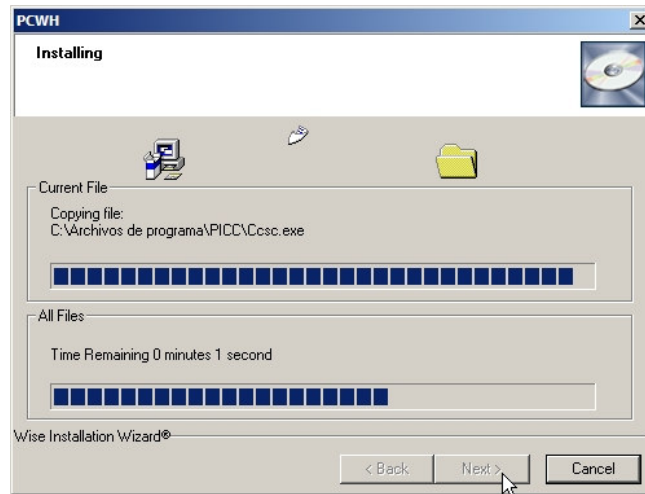 PCWH
Installing
Current File
Copying file:
C:\Archivos de programa\PICC\Ccsc.exe
All Files
Time Remaining 0 minutes 1 second
Wise Installation Wizard®
< Back Next > Cancel